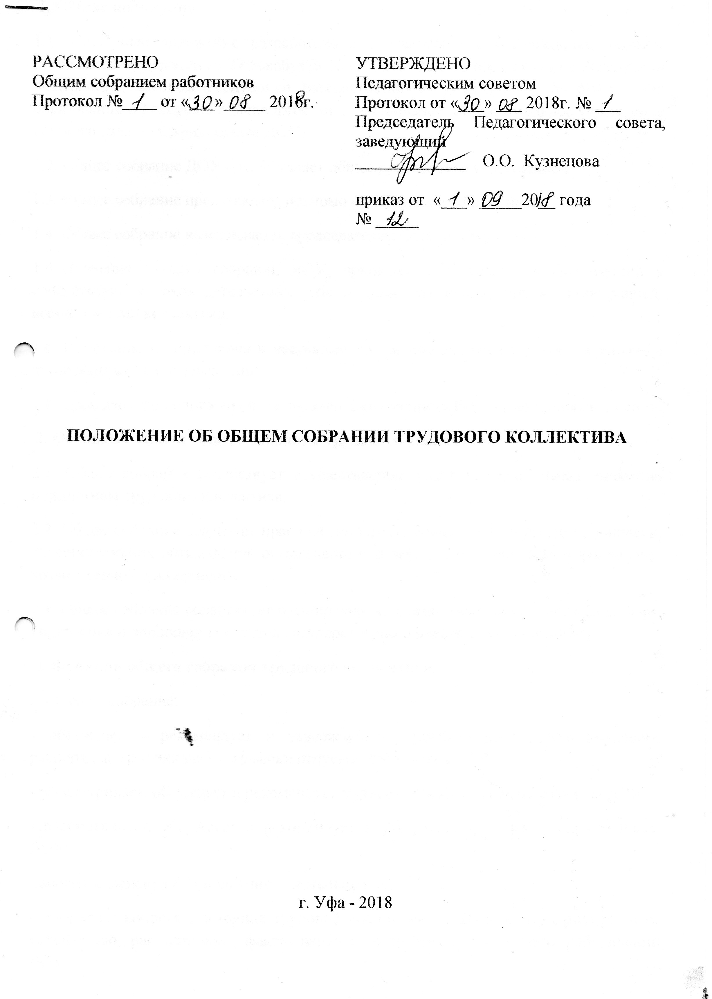 РАССМОТРЕНО
Общим собранием работников
Протокол № 1 от «30» 08 2018г.
УТВЕРЖДЕНО
Педагогическим советом
Протокол от «30» 08 2018г. № 1
Председатель Педагогического совета,
заведующий
О.О. Кузнецова
приказ от «1» 09 2018 года
№ 12
ПОЛОЖЕНИЕ ОБ ОБЩЕМ СОБРАНИИ ТРУДОВОГО КОЛЛЕКТИВА
г. Уфа - 2018